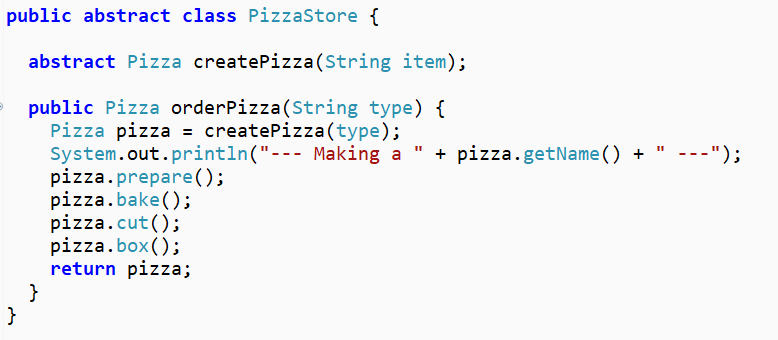 public abstract class PizzaStore {
abstract Pizza createPizza(String item);
public Pizza orderPizza(String type) {
Pizza pizza = createPizza(type);
System.out.println("--- Making a " + pizza.getName() + " ---");
pizza.prepare();
pizza.bake();
pizza.cut();
pizza.box();
return pizza;
}
}